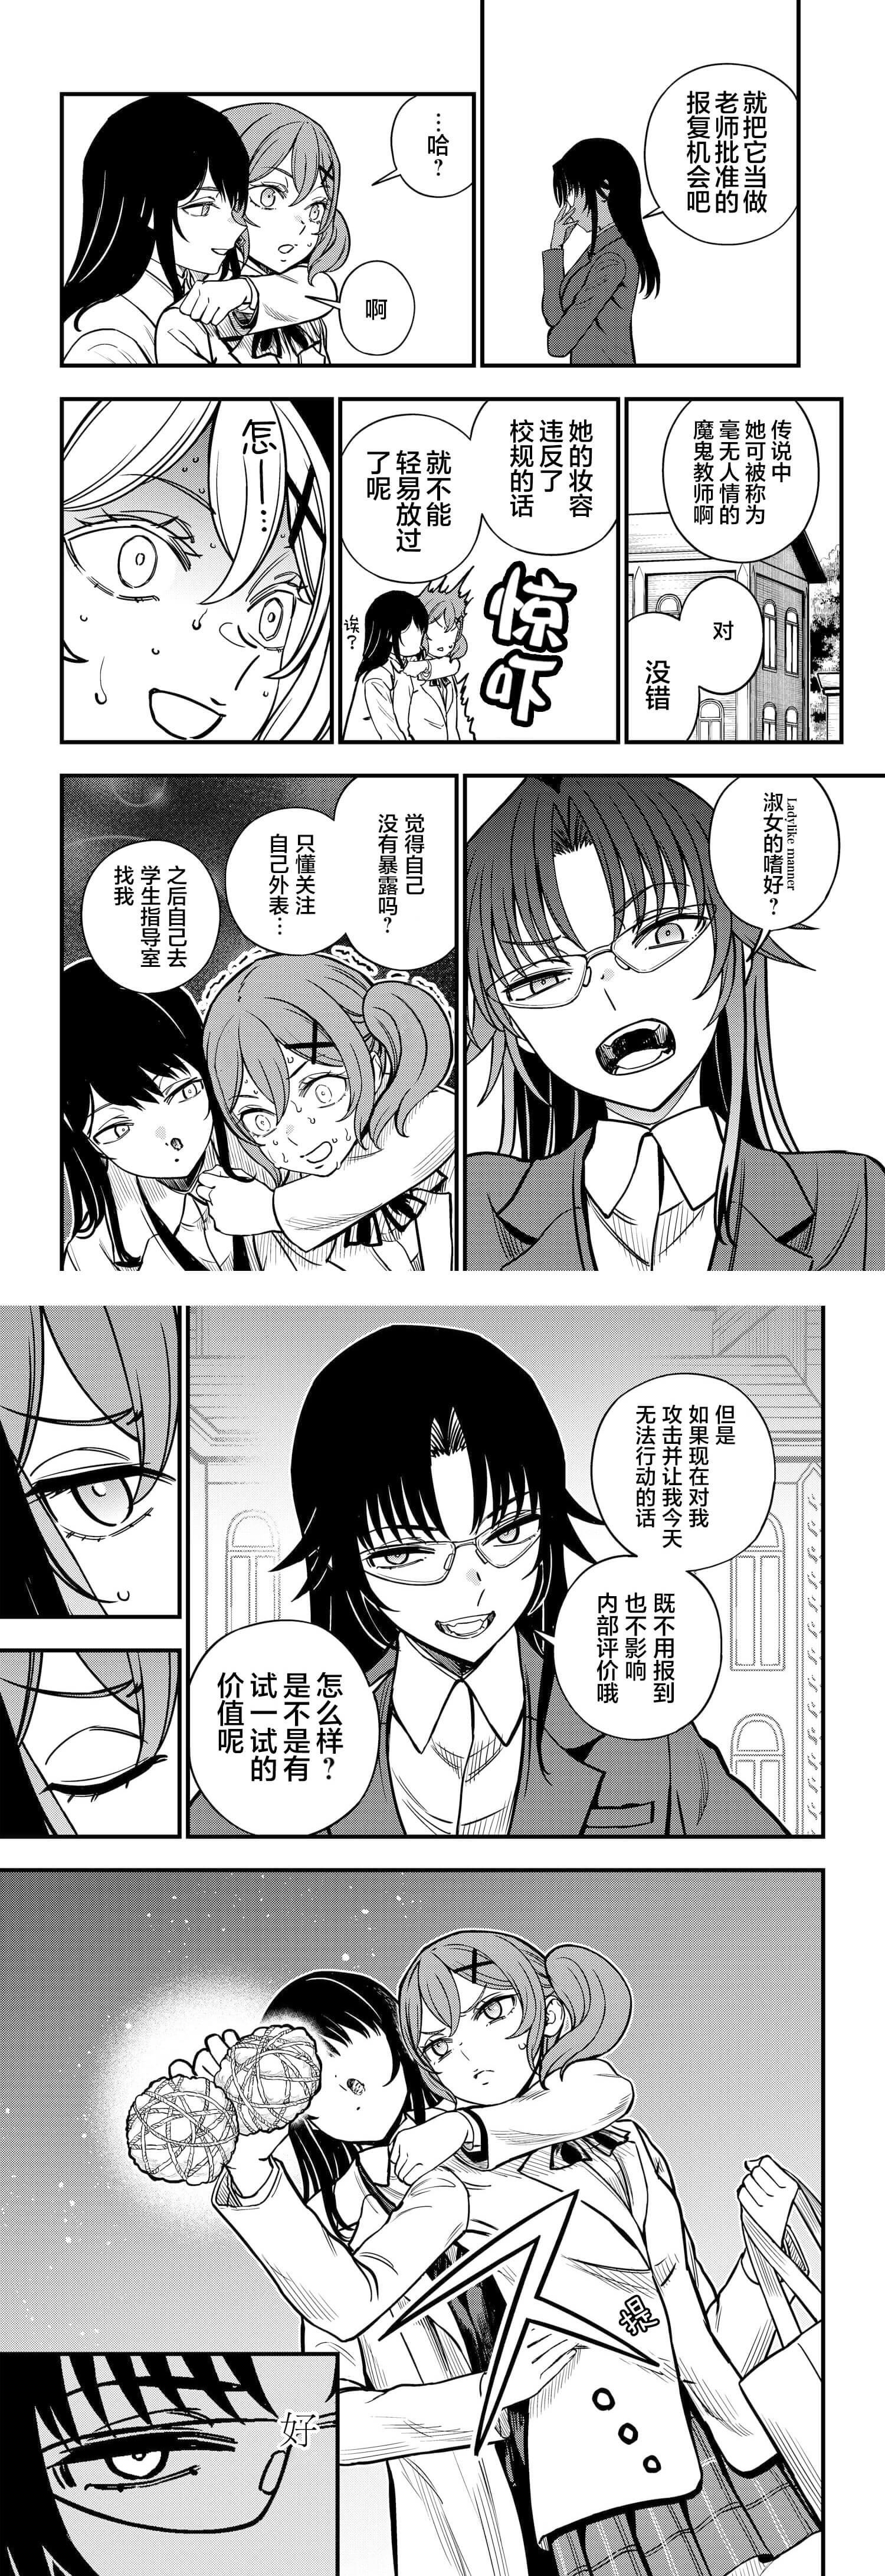 就把它当做
老师批准的
报复机会吧
…哈?
啊
传说中
她可被称为
毫无人情的
魔鬼教师啊
对
没错
她的妆容
违反了
校规的话
就不能
轻易放过
了呢
惊吓
诶?
怎—…
Ladylike manner
淑女的嗜好?
觉得自己
没有暴露吗?
只懂关注
自己外表…
之后自己去
学生指导室
找我
但是
如果现在对我
攻击并让我今天
无法行动的话
既不用报到
也不影响
内部评价哦
怎么样?
是不是有
试一试的
价值呢
提
好